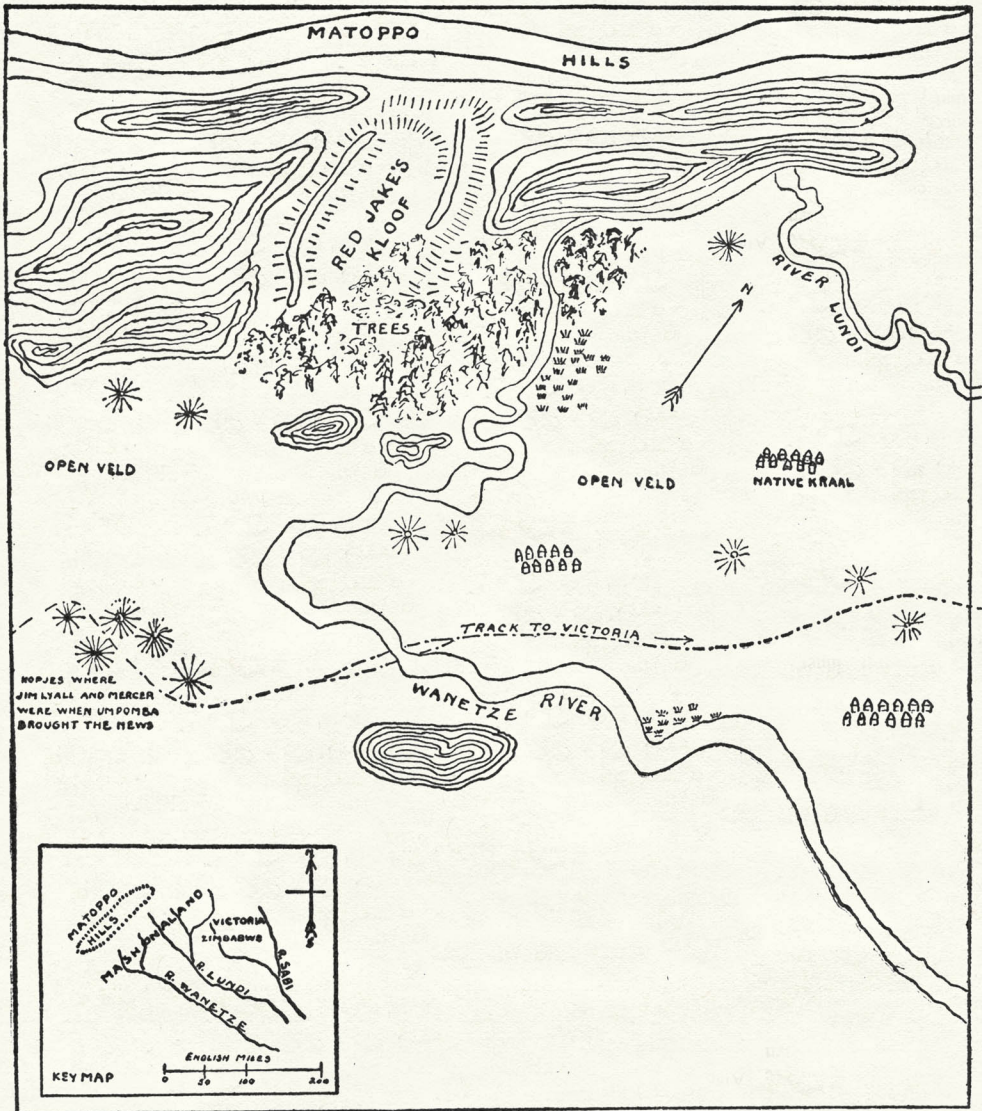 MATOPPO
HILLS
RED JAKE'S
KLOOF
RIVER LUNDI
N
TREES
OPEN VELD
OPEN VELD
NATIVE KRAAL
TRACK TO VICTORIA
KOPJES WHERE
JIM LYALL AND MERCER
WERE WHEN UMPOMBA
BROUGHT THE NEWS
WANETZE RIVER
N
MATOPPO
HILLS
MASHONALAND
VICTORIA
ZIMBABWE
R. SABI
R. LUNDI
R. WANETZE
S
ENGLISH MILES
KEY MAP
0 50 100 200